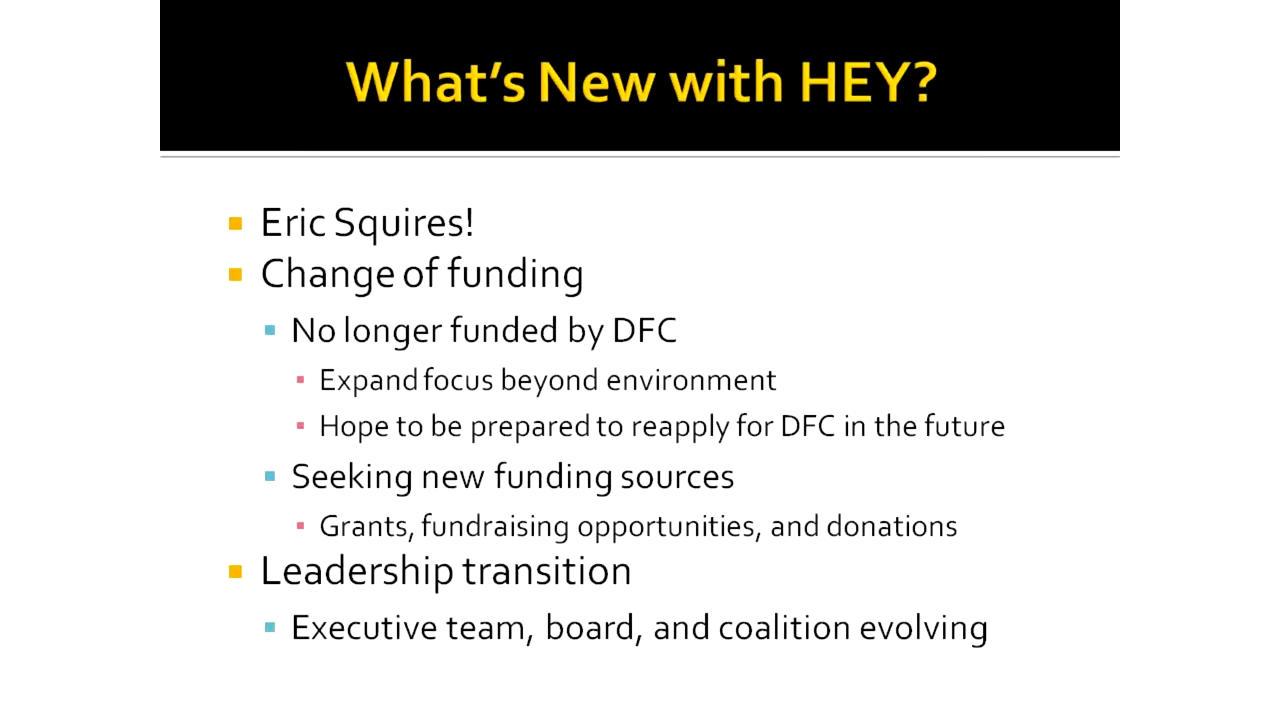 What’s New with HEY?
Eric Squires!
Change of funding
No longer funded by DFC
Expand focus beyond environment
Hope to be prepared to reapply for DFC in the future
Seeking new funding sources
Grants, fundraising opportunities, and donations
Leadership transition
Executive team, board, and coalition evolving